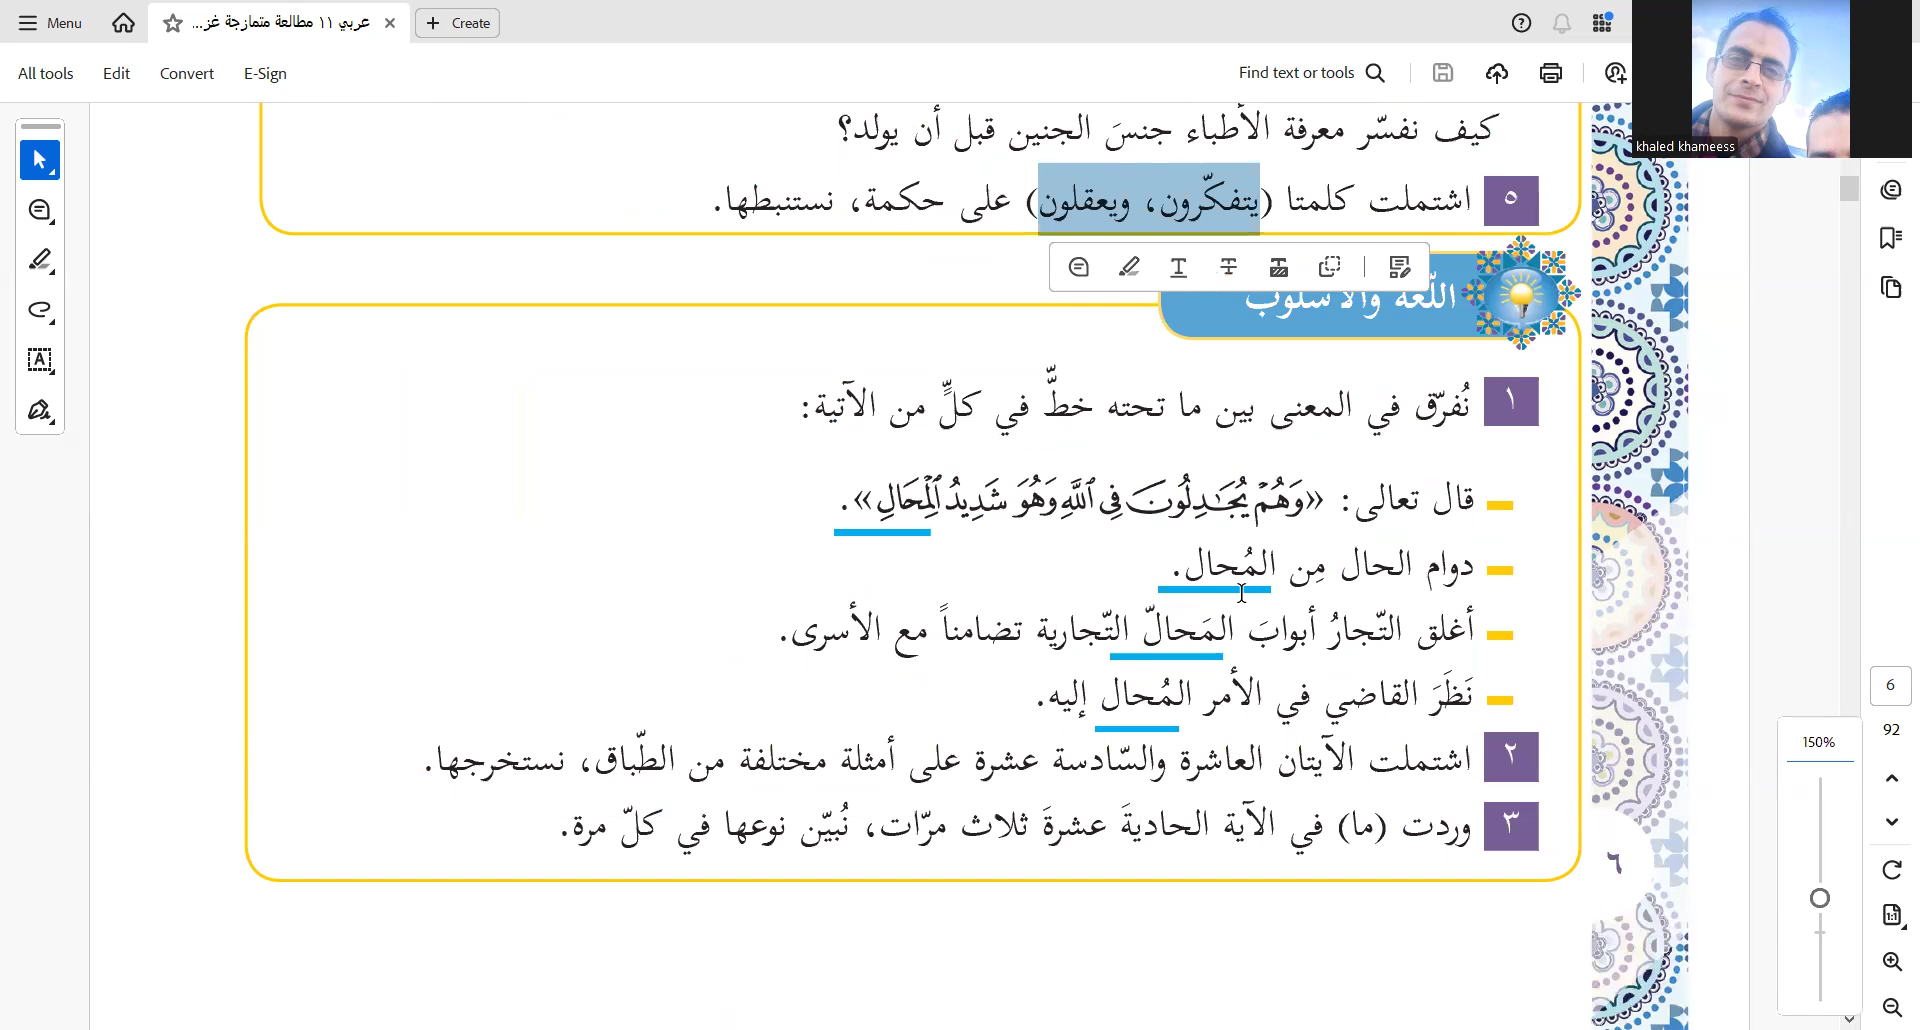 Menu
عربي ١١ مطالعة متمازجة غز...
Create
All tools
Edit
Convert
E-Sign
Find text or tools
khaled khameess
كيف نفسّر معرفة الأطباء جنسَ الجنين قبل أن يولد؟
٥ اشتملت كلمتا (يتفكّرون، ويعقلون) على حكمة، نستنبطها.
اللّغة والأسلوب
١ نُفرّق في المعنى بين ما تحته خطٌّ في كلٍّ من الآتية:
قال تعالى: «وَهُمْ يُجَـٰدِلُونَ فِي ٱللَّهِ وَهُوَ شَدِيدُ ٱلْمِحَالِ».
دوام الحال مِن المُحال.
أغلق التّجارُ أبوابَ المَحالّ التّجارية تضامناً مع الأسرى.
نَظَرَ القاضي في الأمر المُحال إليه.
٢ اشتملت الآيتان العاشرة والسّادسة عشرة على أمثلة مختلفة من الطّباق، نستخرجها.
٣ وردت (ما) في الآية الحاديةَ عشرةَ ثلاث مرّات، نُبيّن نوعها في كلّ مرة.
٦
6
92
150%